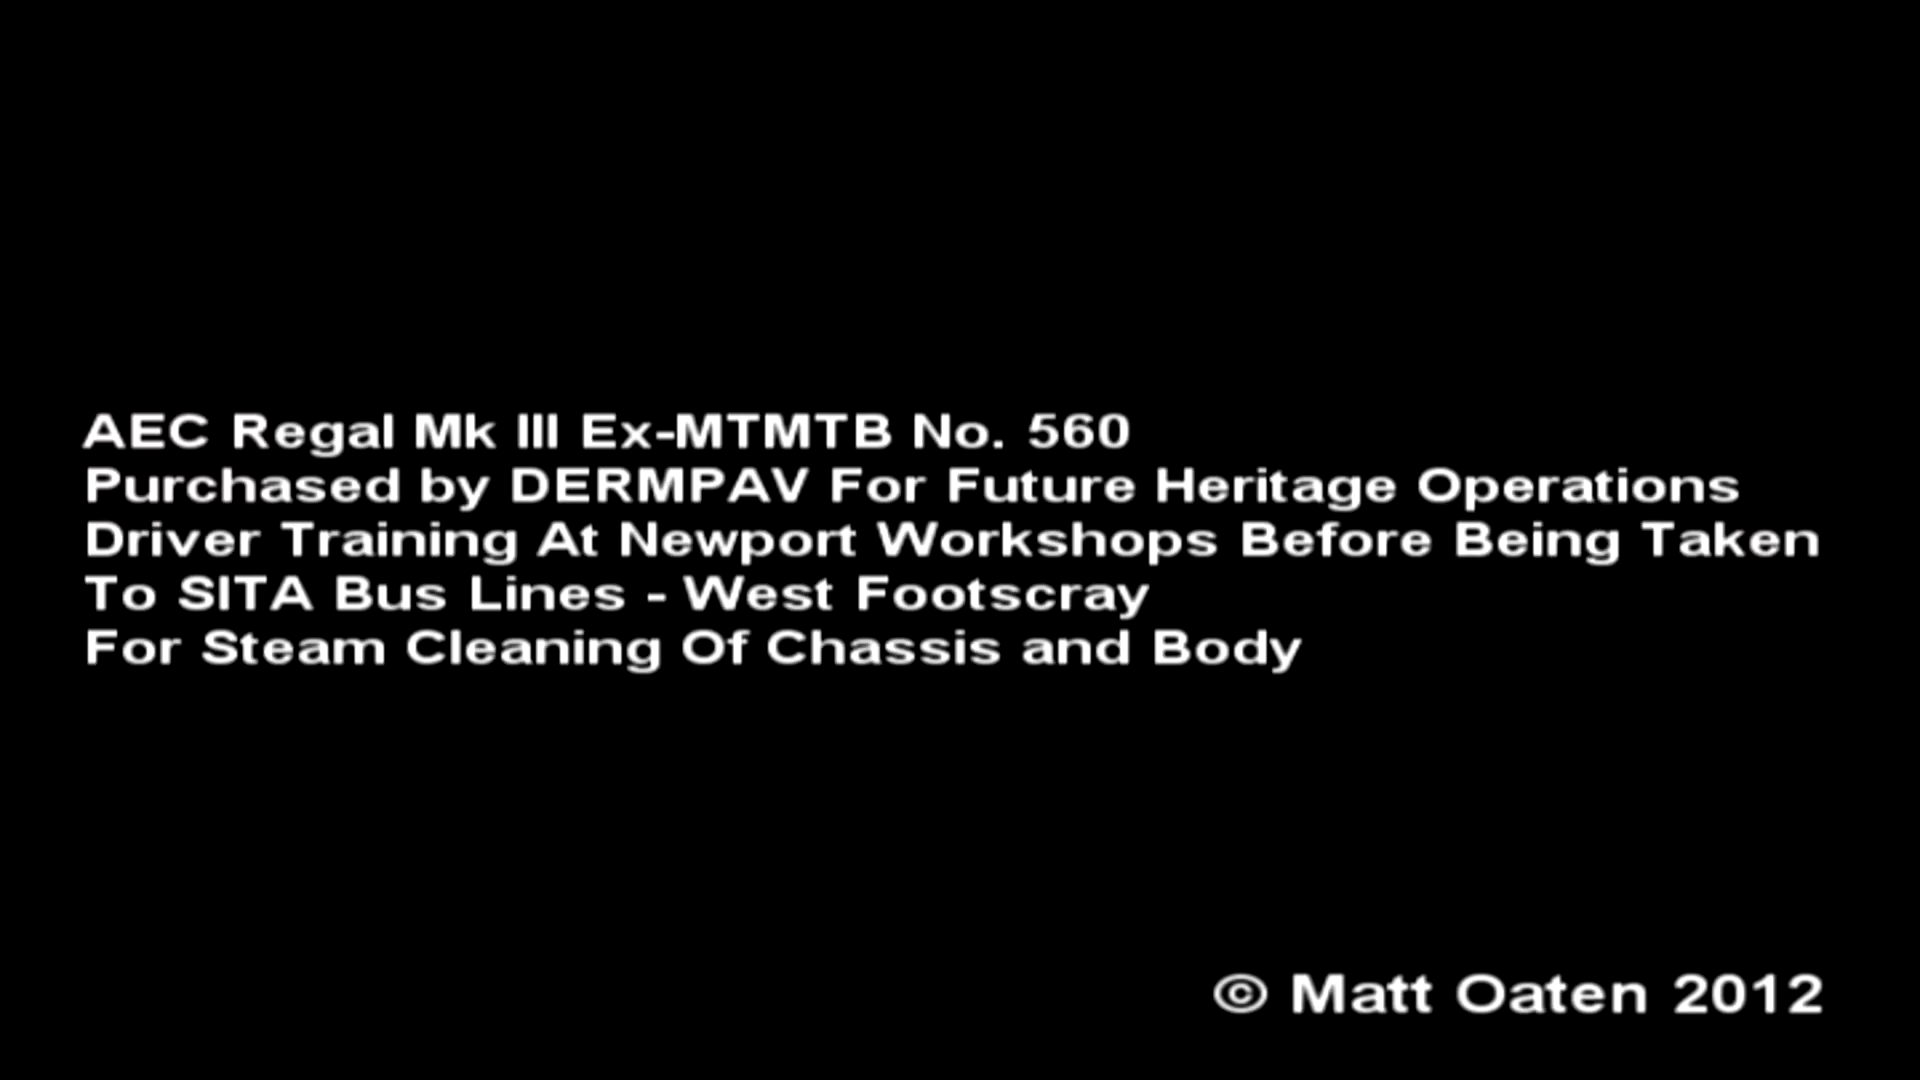 AEC Regal Mk III Ex-MTMTB No. 560
Purchased by DERMPAV For Future Heritage Operations
Driver Training At Newport Workshops Before Being Taken
To SITA Bus Lines - West Footscray
For Steam Cleaning Of Chassis and Body
© Matt Oaten 2012